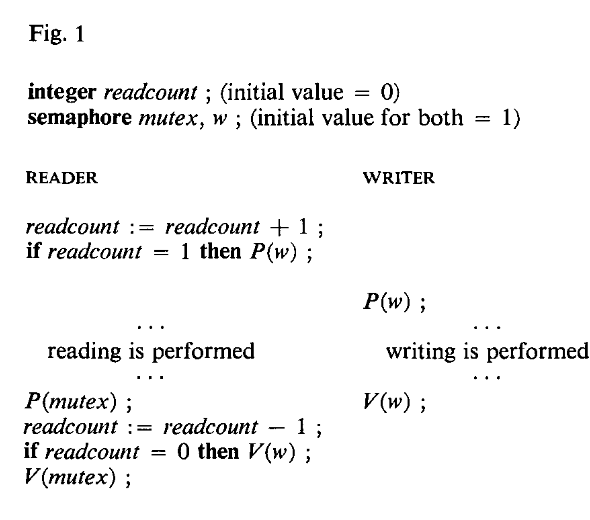 Fig. 1
integer readcount ; (initial value = 0)
semaphore mutex, w ; (initial value for both = 1)
READER WRITER
readcount := readcount + 1 ;
if readcount = 1 then P(w) ;
P(w) ;
... ...
reading is performed writing is performed
... ...
P(mutex) ; V(w) ;
readcount := readcount − 1 ;
if readcount = 0 then V(w) ;
V(mutex) ;